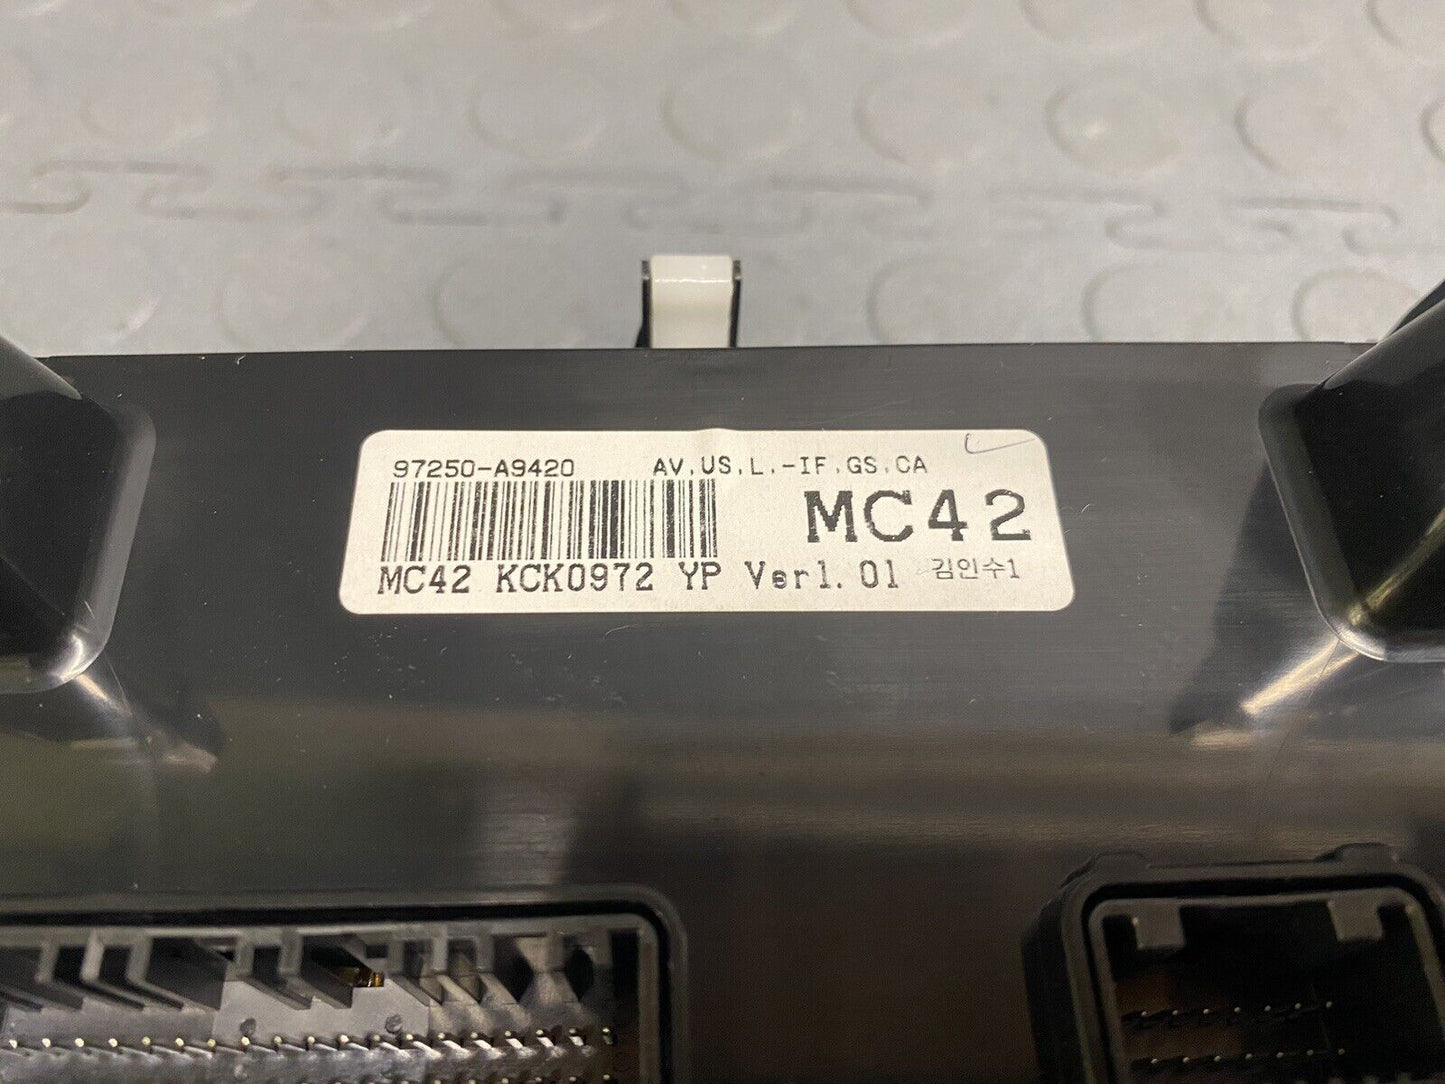 97250-A9420 AV.US.L.-IF.GS.CA
MC42
MC42 KCK0972 YP Ver1.01 김인수1